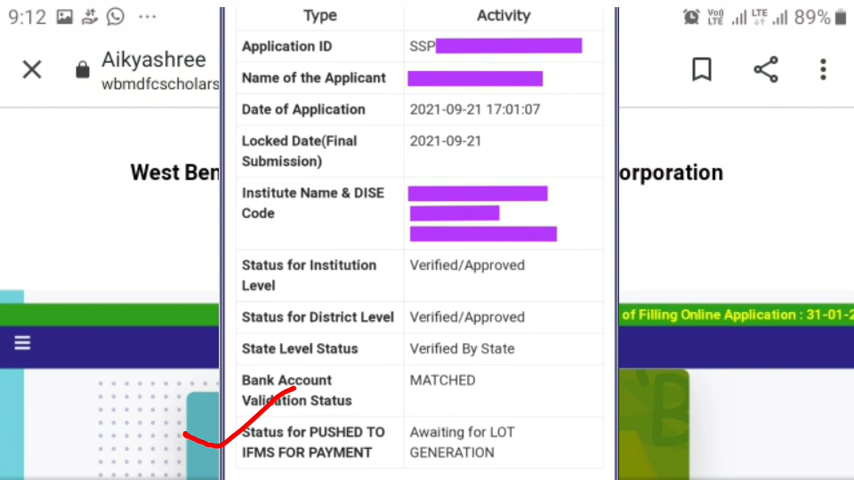 9:12
Vo)) LTE LTE 89%
Aikyashree
wbmdfcscholars
Type Activity
Application ID SSP
Name of the Applicant
Date of Application 2021-09-21 17:01:07
Locked Date(Final 2021-09-21
Submission)
West Ben
orporation
Institute Name & DISE
Code
Status for Institution Verified/Approved
Level
Status for District Level Verified/Approved
of Filling Online Application : 31-01-2
State Level Status Verified By State
Bank Account MATCHED
Validation Status
Status for PUSHED TO Awaiting for LOT
IFMS FOR PAYMENT GENERATION